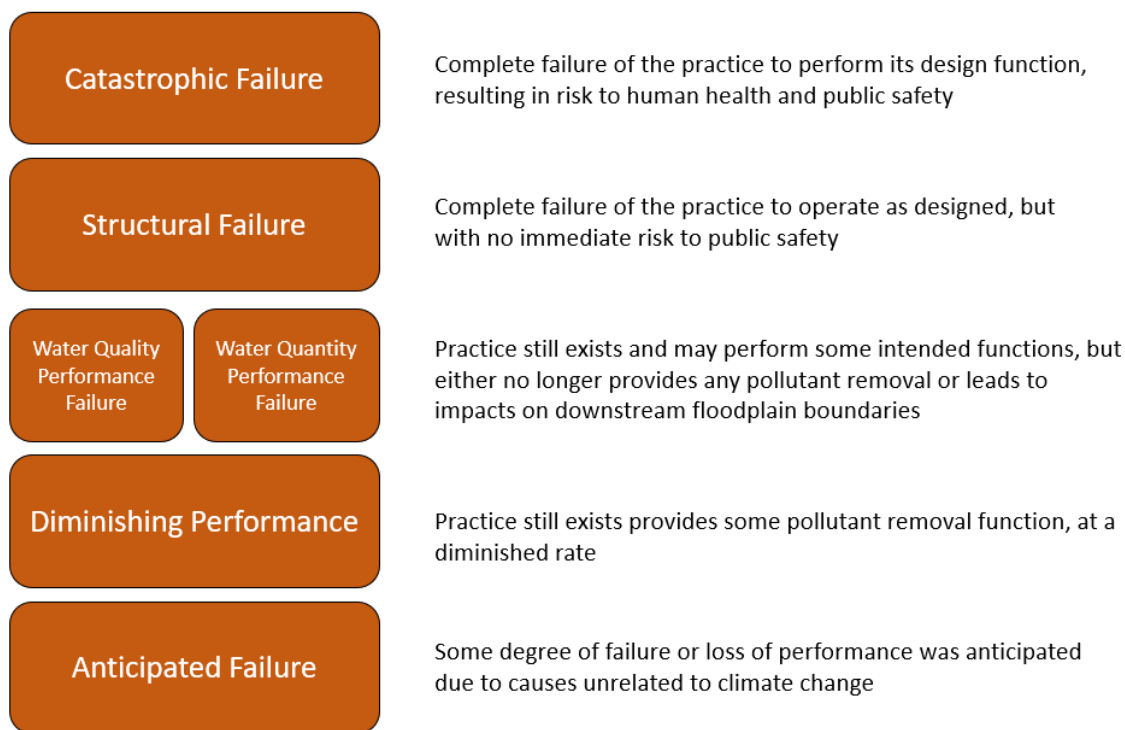 Catastrophic Failure
Complete failure of the practice to perform its design function,
resulting in risk to human health and public safety
Structural Failure
Complete failure of the practice to operate as designed, but
with no immediate risk to public safety
Water Quality
Performance
Failure
Water Quantity
Performance
Failure
Practice still exists and may perform some intended functions, but
either no longer provides any pollutant removal or leads to
impacts on downstream floodplain boundaries
Diminishing Performance
Practice still exists provides some pollutant removal function, at a
diminished rate
Anticipated Failure
Some degree of failure or loss of performance was anticipated
due to causes unrelated to climate change